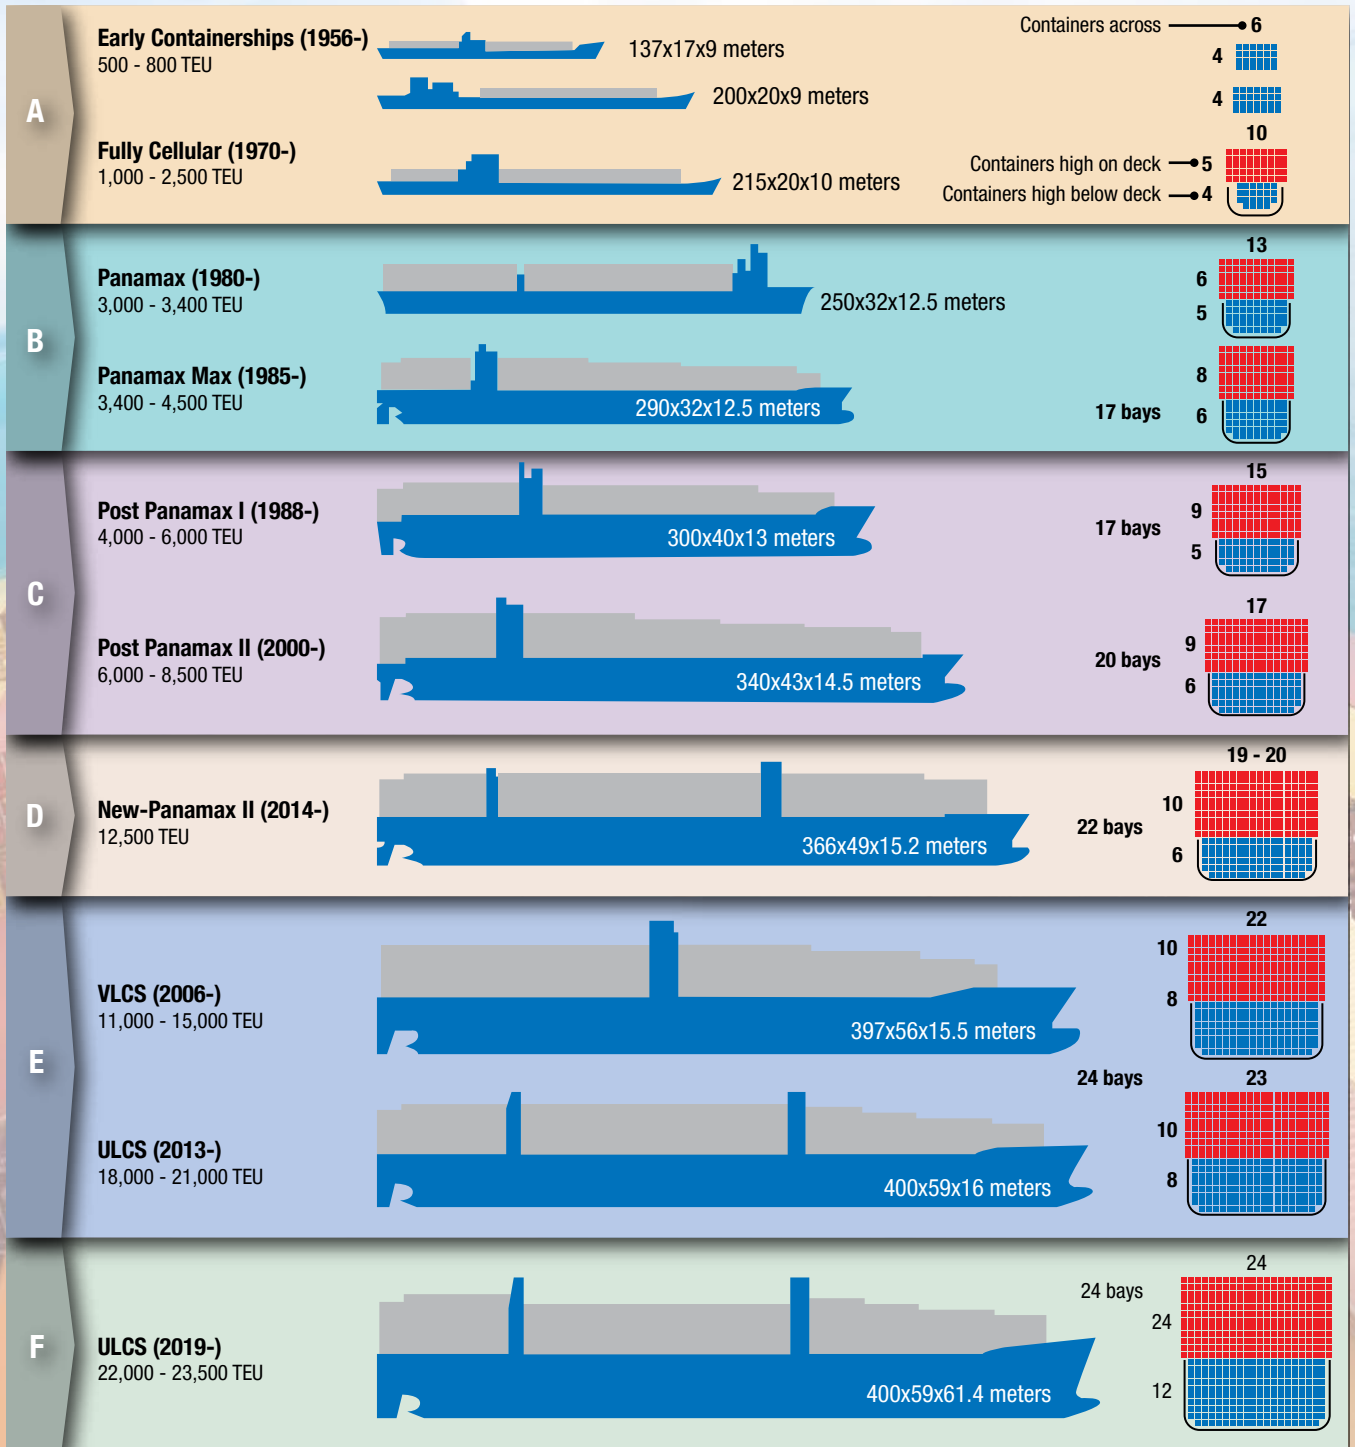 A
Early Containerships (1956-)
500 - 800 TEU
137x17x9 meters
200x20x9 meters
Containers across
6
4
4
Fully Cellular (1970-)
1,000 - 2,500 TEU
215x20x10 meters
10
Containers high on deck
5
Containers high below deck
4
B
Panamax (1980-)
3,000 - 3,400 TEU
250x32x12.5 meters
13
6
5
Panamax Max (1985-)
3,400 - 4,500 TEU
290x32x12.5 meters
17 bays
8
6
C
Post Panamax I (1988-)
4,000 - 6,000 TEU
300x40x13 meters
17 bays
15
9
5
Post Panamax II (2000-)
6,000 - 8,500 TEU
340x43x14.5 meters
20 bays
17
9
6
D
New-Panamax II (2014-)
12,500 TEU
366x49x15.2 meters
22 bays
19 - 20
10
6
E
VLCS (2006-)
11,000 - 15,000 TEU
397x56x15.5 meters
22
10
8
24 bays
ULCS (2013-)
18,000 - 21,000 TEU
400x59x16 meters
23
10
8
F
ULCS (2019-)
22,000 - 23,500 TEU
400x59x61.4 meters
24 bays
24
24
12